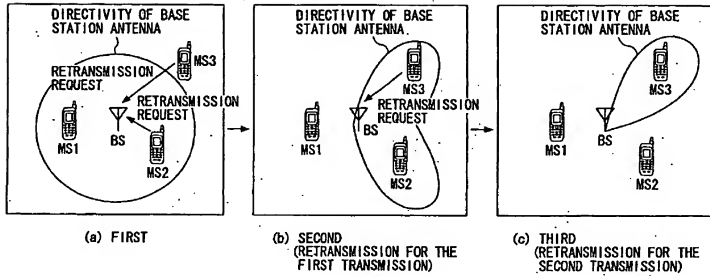 DIRECTIVITY OF BASE
STATION ANTENNA
RETRANSMISSION
REQUEST
MS3
RETRANSMISSION
REQUEST
MS1
BS
MS2
(a) FIRST
DIRECTIVITY OF BASE
STATION ANTENNA
MS3
RETRANSMISSION
REQUEST
BS
MS1
MS2
(b) SECOND
(RETRANSMISSION FOR THE
FIRST TRANSMISSION)
DIRECTIVITY OF BASE
STATION ANTENNA
MS3
BS
MS1
MS2
(c) THIRD
(RETRANSMISSION FOR THE
SECOND TRANSMISSION)